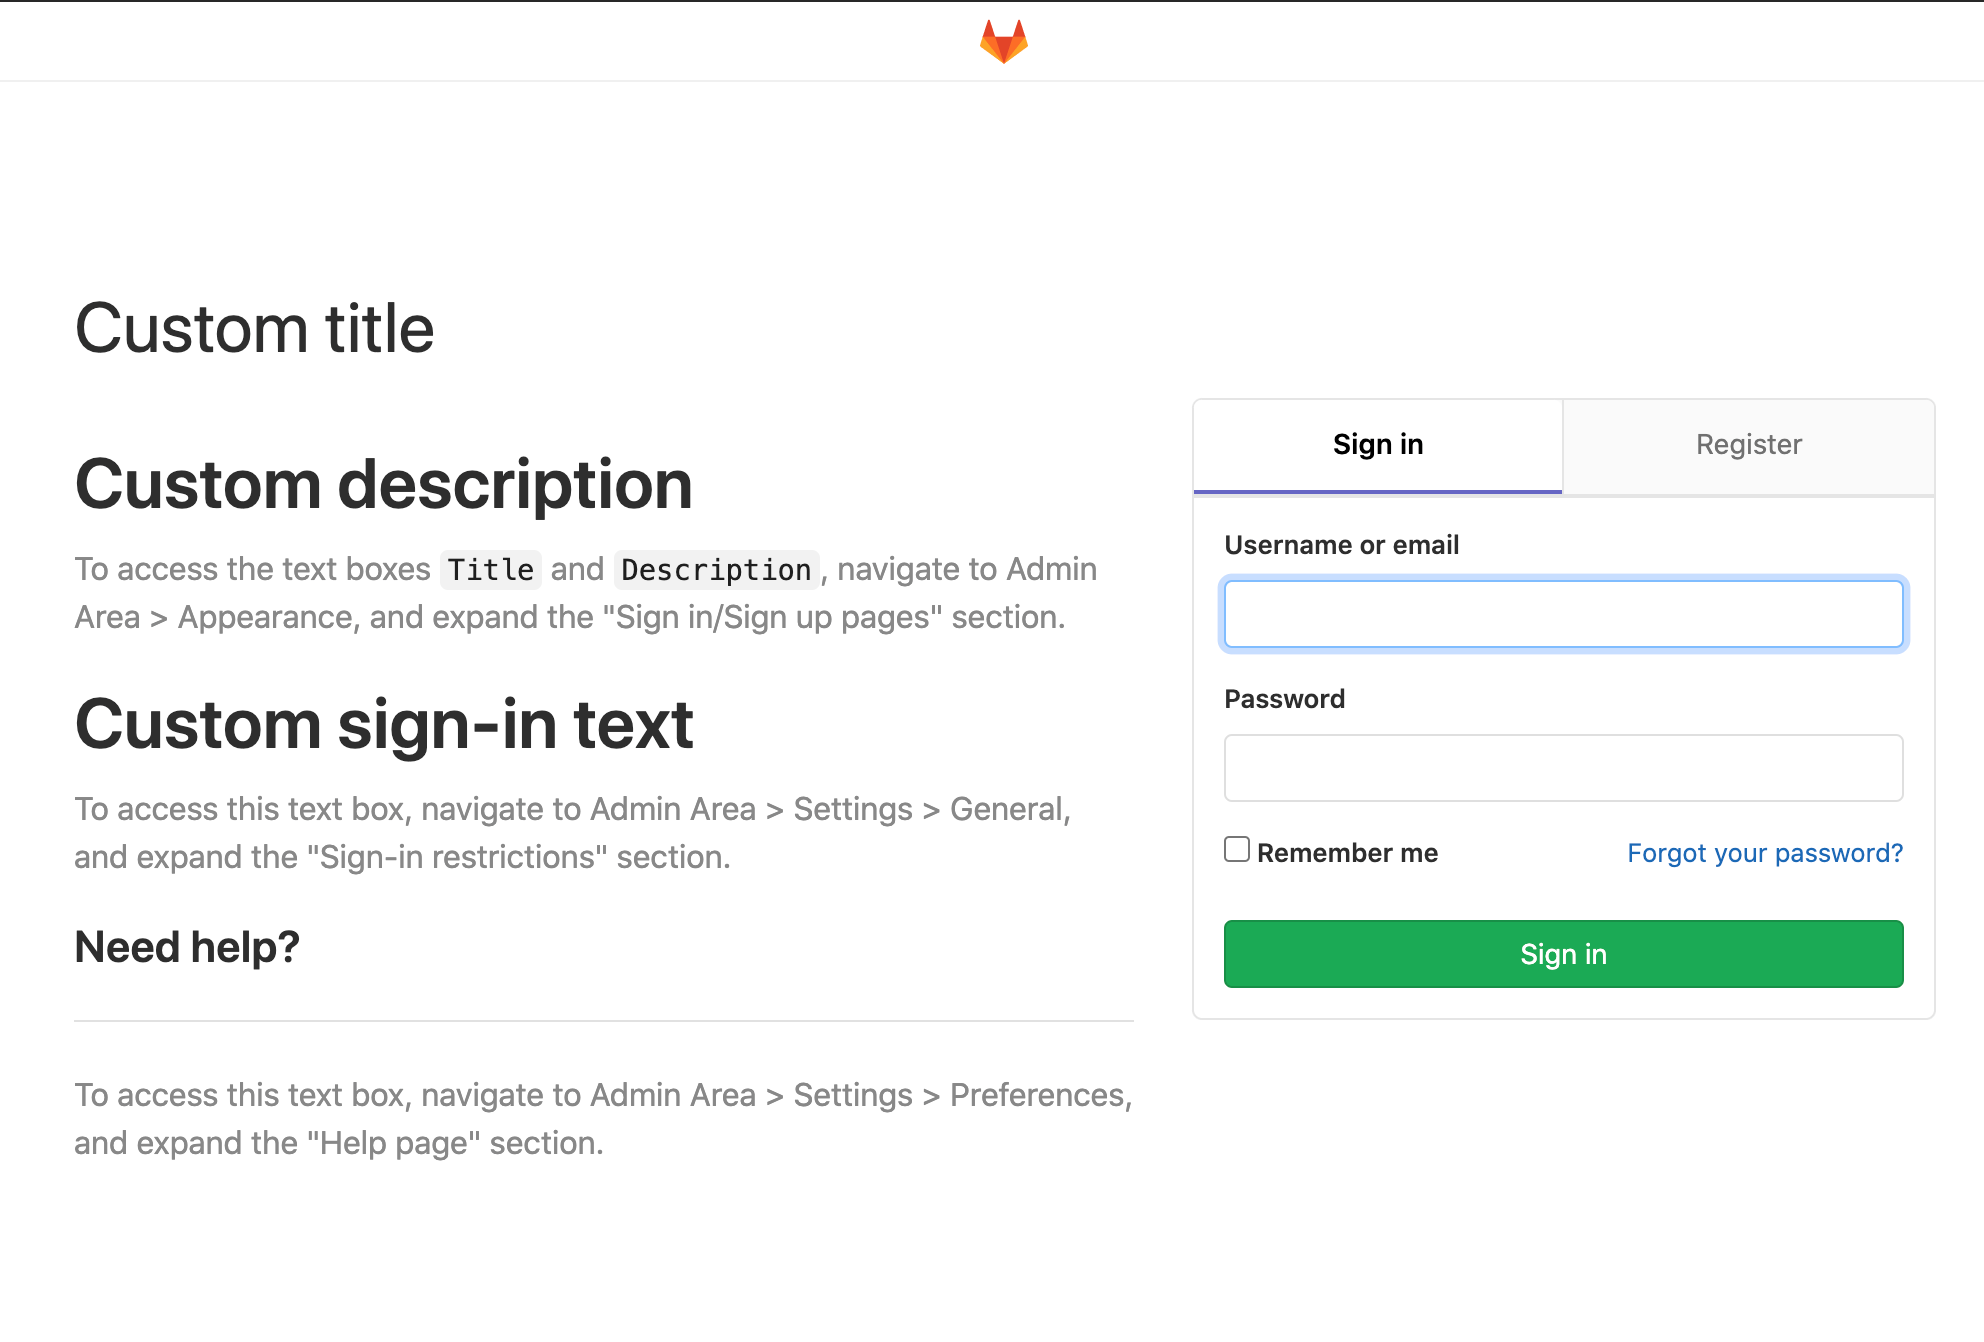 Custom title
Custom description
To access the text boxes Title and Description, navigate to Admin
Area > Appearance, and expand the "Sign in/Sign up pages" section.
Custom sign-in text
To access this text box, navigate to Admin Area > Settings > General,
and expand the "Sign-in restrictions" section.
Need help?
To access this text box, navigate to Admin Area > Settings > Preferences,
and expand the "Help page" section.
Sign in
Register
Username or email
Password
Remember me
Forgot your password?
Sign in